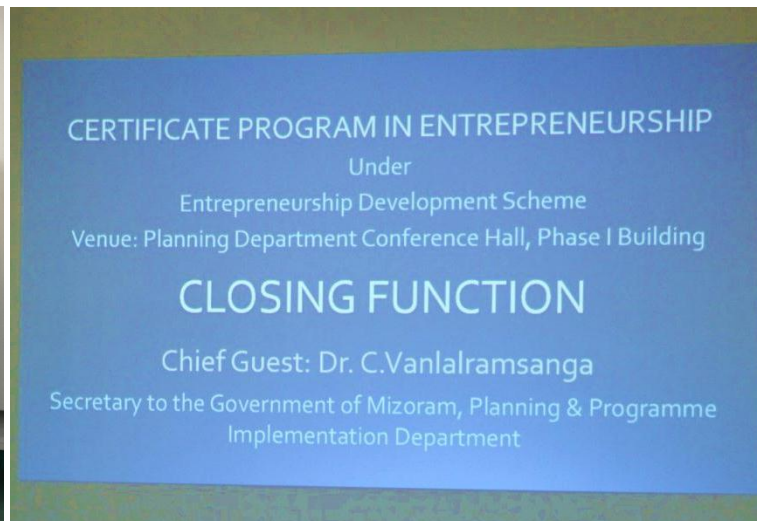 CERTIFICATE PROGRAM IN ENTREPRENEURSHIP
Under
Entrepreneurship Development Scheme
Venue: Planning Department Conference Hall, Phase I Building
CLOSING FUNCTION
Chief Guest: Dr. C.Vanlalramsanga
Secretary to the Government of Mizoram, Planning & Programme
Implementation Department